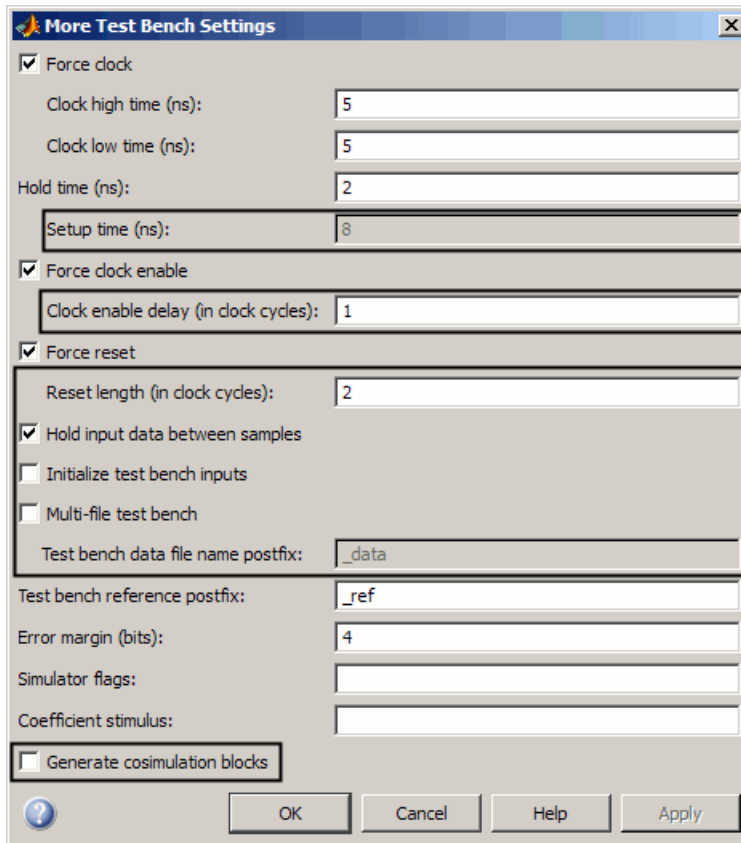 More Test Bench Settings
Force clock
Clock high time (ns): 5
Clock low time (ns): 5
Hold time (ns): 2
Setup time (ns): 8
Force clock enable
Clock enable delay (in clock cycles): 1
Force reset
Reset length (in clock cycles): 2
Hold input data between samples
Initialize test bench inputs
Multi-file test bench
Test bench data file name postfix: _data
Test bench reference postfix: _ref
Error margin (bits): 4
Simulator flags:
Coefficient stimulus:
Generate cosimulation blocks
? OK Cancel Help Apply